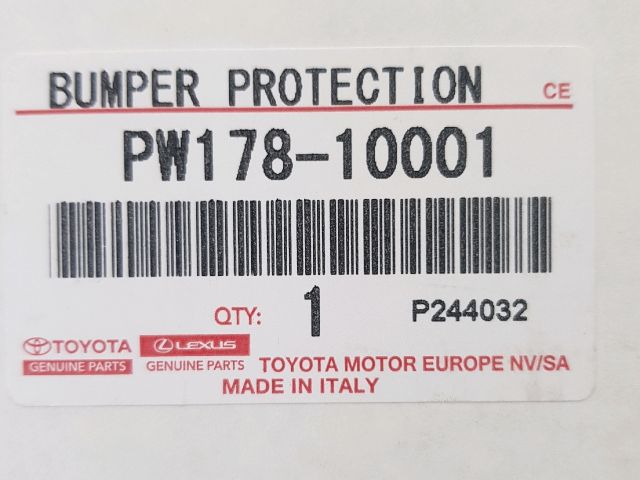 BUMPER PROTECTION CE
PW178-10001
QTY: 1 P244032
TOYOTA LEXUS
GENUINE PARTS GENUINE PARTS TOYOTA MOTOR EUROPE NV/SA
MADE IN ITALY